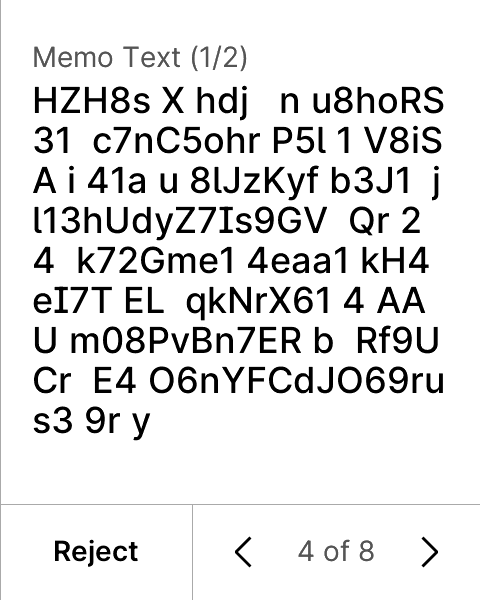 Memo Text (1/2)
HZH8s X hdj   n u8hoRS
31  c7nC5ohr P5l 1 V8iS
A i 41a u 8lJzKyf b3J1  j
l13hUdyZ7Is9GV  Qr 2
4  k72Gme1 4eaa1 kH4
eI7T EL  qkNrX61 4 AA
U m08PvBn7ER b  Rf9U
Cr  E4 O6nYFCdJO69ru
s3 9r y
Reject
4 of 8